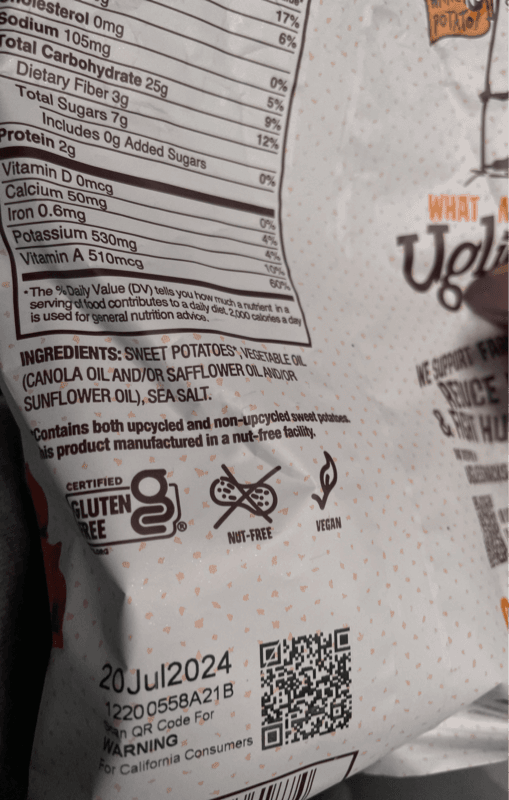 Cholesterol 0mg
17%
Sodium 105mg
6%
Total Carbohydrate 25g
0%
Dietary Fiber 3g
5%
Total Sugars 7g
9%
Includes 0g Added Sugars
12%
Protein 2g
0%
Vitamin D 0mcg
0%
Calcium 50mg
4%
Iron 0.6mg
4%
Potassium 530mg
10%
Vitamin A 510mcg
60%
*The % Daily Value (DV) tells you how much a nutrient in a
serving of food contributes to a daily diet. 2,000 calories a day
is used for general nutrition advice.
INGREDIENTS: SWEET POTATOES*, VEGETABLE OIL
(CANOLA OIL AND/OR SAFFLOWER OIL AND/OR
SUNFLOWER OIL), SEA SALT.
*Contains both upcycled and non-upcycled sweet potatoes.
is product manufactured in a nut-free facility.
CERTIFIED
GLUTEN
FREE
g
®
NUT-FREE
VEGAN
20Jul2024
12200558A21B
QR Code For
WARNING
For California Consumers
POTATO!
WHAT A
Ugli
WE SUPPORT FAR
REDUCE